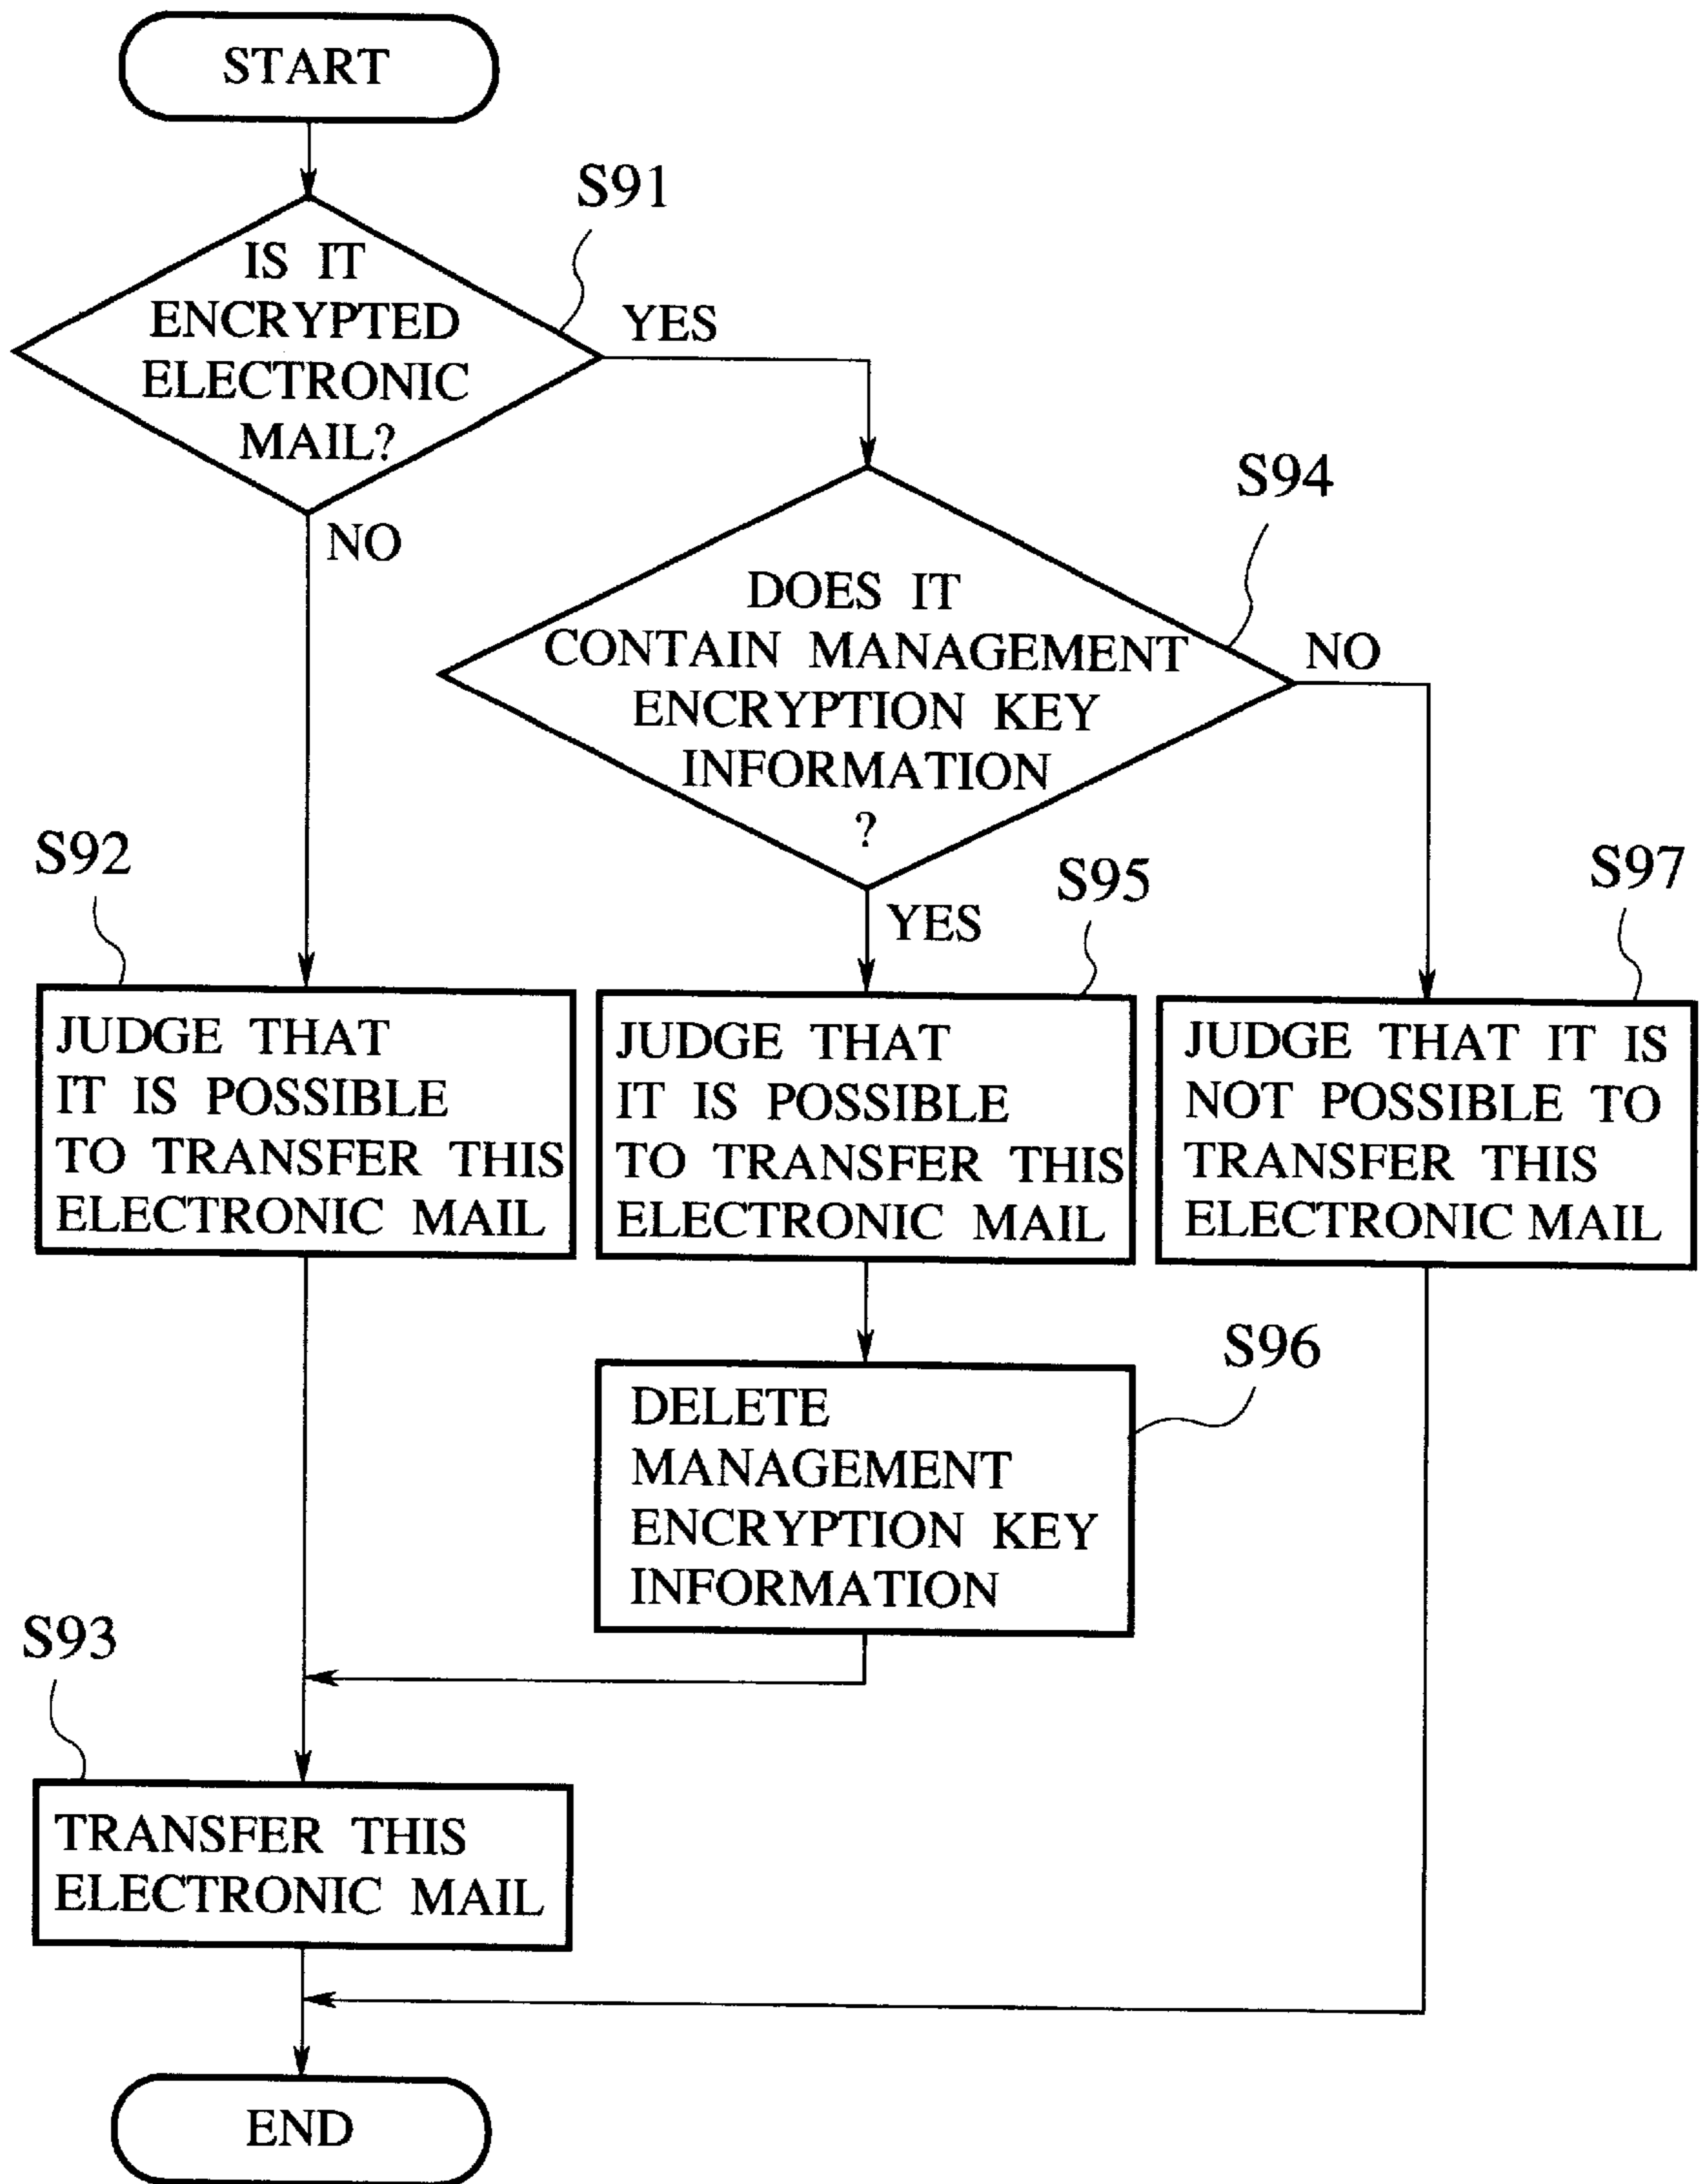 START
S91
IS IT
ENCRYPTED
ELECTRONIC
MAIL?
YES
NO
S94
DOES IT
CONTAIN MANAGEMENT
ENCRYPTION KEY
INFORMATION
?
NO
YES
S92
JUDGE THAT
IT IS POSSIBLE
TO TRANSFER THIS
ELECTRONIC MAIL
S95
JUDGE THAT
IT IS POSSIBLE
TO TRANSFER THIS
ELECTRONIC MAIL
S97
JUDGE THAT IT IS
NOT POSSIBLE TO
TRANSFER THIS
ELECTRONIC MAIL
S96
DELETE
MANAGEMENT
ENCRYPTION KEY
INFORMATION
S93
TRANSFER THIS
ELECTRONIC MAIL
END